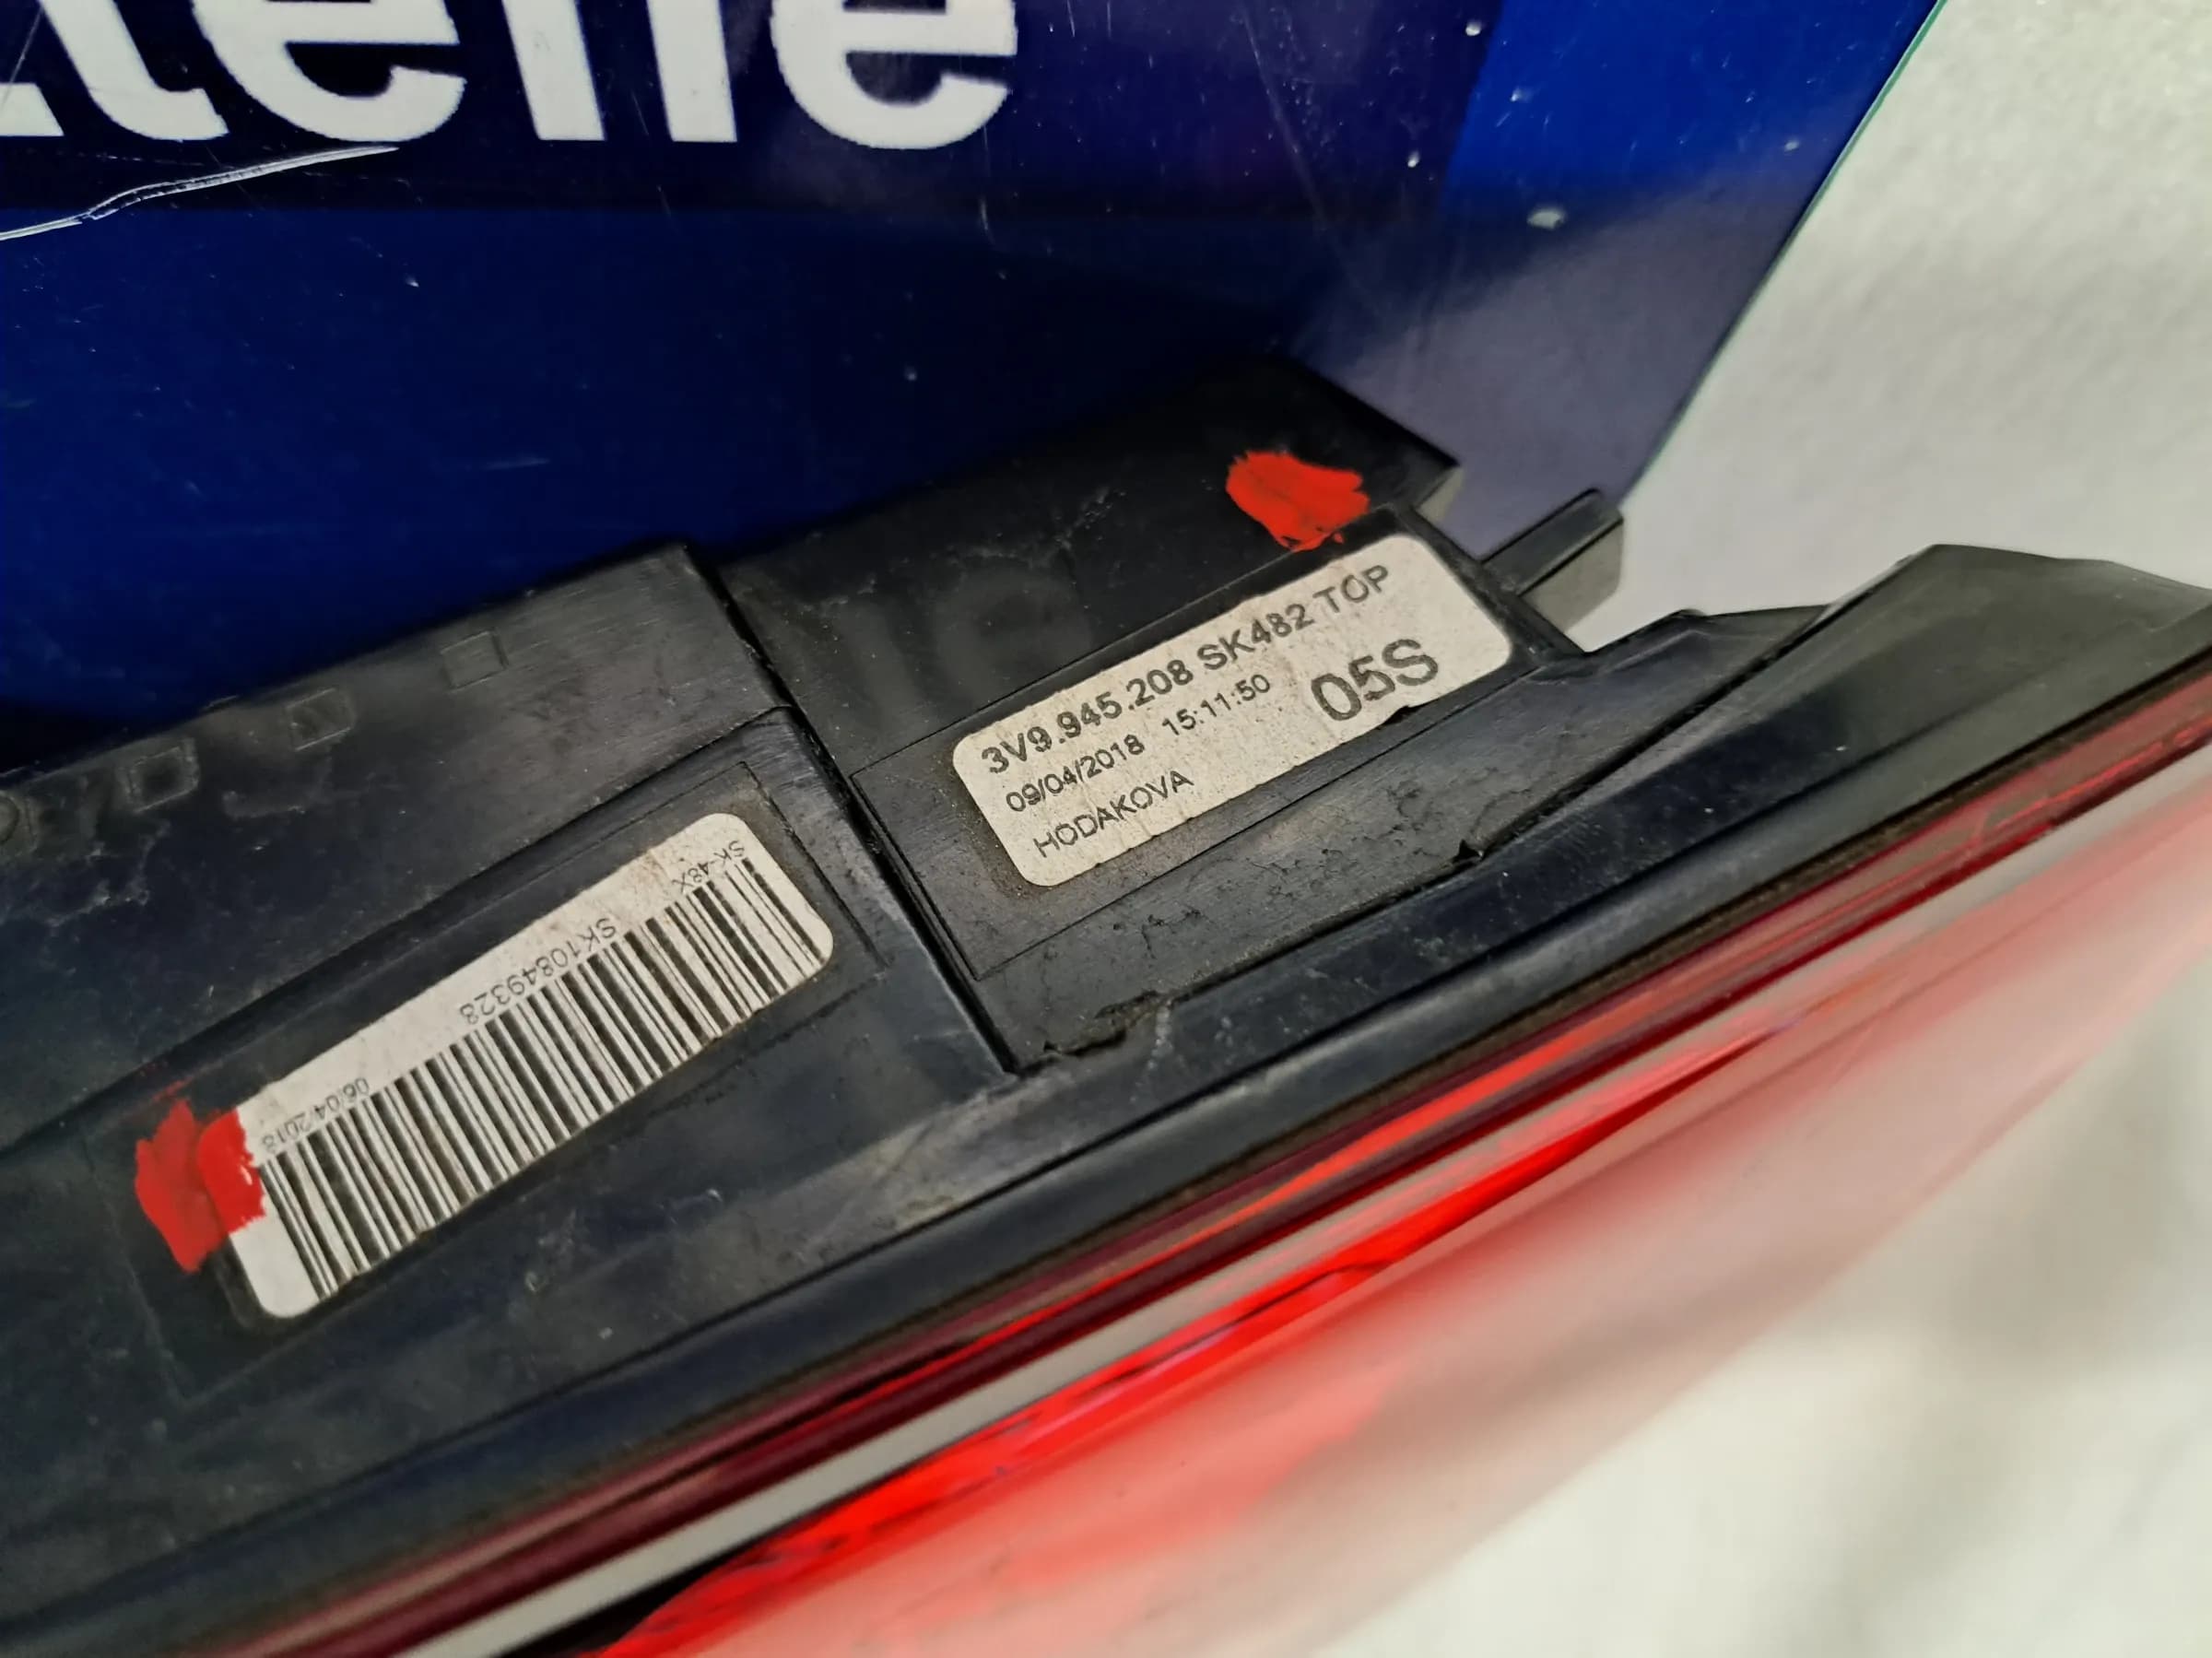 teile
3V9.945.208 SK482 TOP
09/04/2018 15:11:50 05S
HODAKOVA
SK-48X
SK10849328
06/04/2018